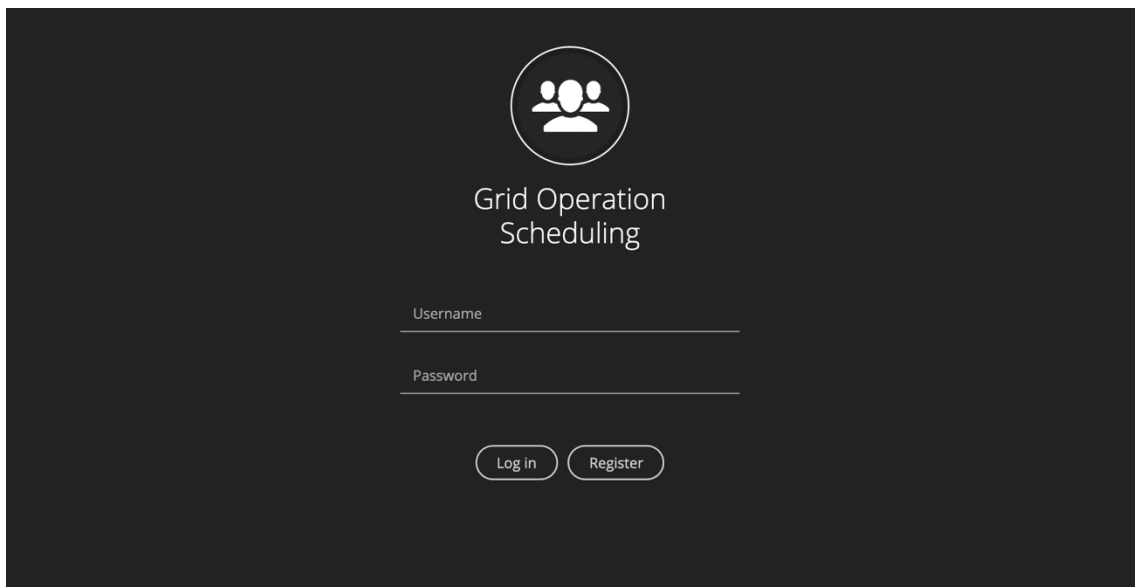 Grid Operation
Scheduling
Username
Password
Log in
Register